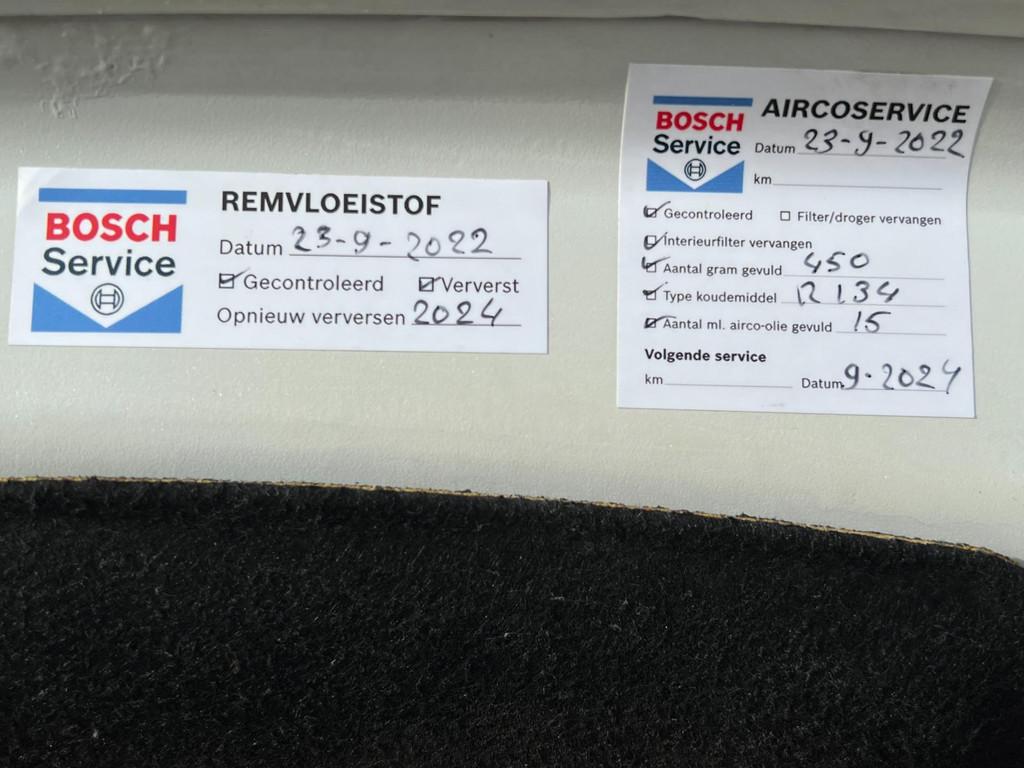 BOSCH
Service
REMVLOEISTOF
Datum 23-9-2022
☑ Gecontroleerd ☑ Ververst
Opnieuw verversen 2024
BOSCH
Service
AIRCOSERVICE
Datum 23-9-2022
km
☑ Gecontroleerd ☐ Filter/droger vervangen
☑ Interieurfilter vervangen
☑ Aantal gram gevuld 450
☑ Type koudemiddel R134
☑ Aantal ml. airco-olie gevuld 15
Volgende service
km Datum 9-2024